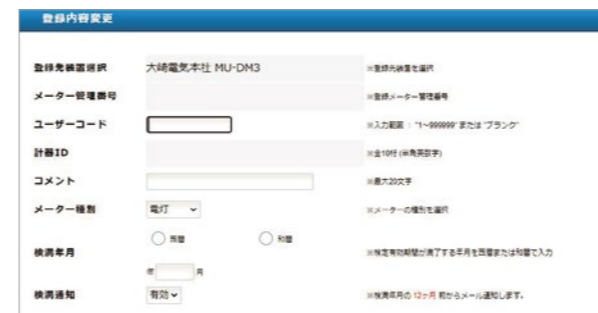 登録内容変更
登録先装置選択 大崎電気本社 MU-DM3 ※登録先装置を選択
メーター管理番号 ※登録メーター管理番号
ユーザーコード ※入力範囲 : "1～999999" または "ブランク"
計器ID ※全10桁 (半角英数字)
コメント ※最大20文字
メーター種別 電灯 ※メーターの種別を選択
西暦 和暦
検満年月 ※検定有効期間が満了する年月を西暦または和暦で入力
年 月
検満通知 有効 ※検満年月の 12ヶ月 前からメール通知します。